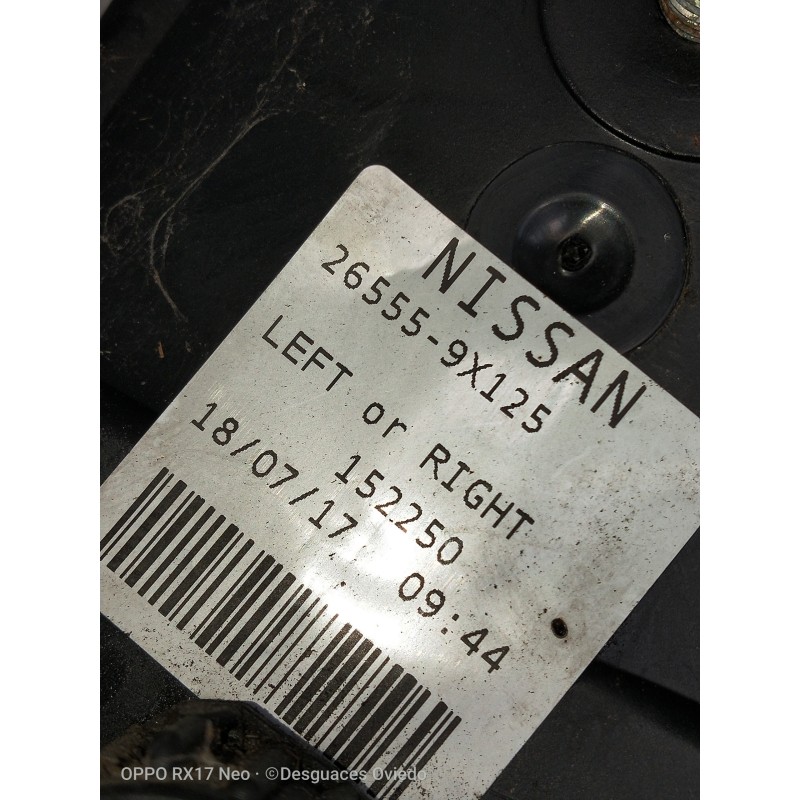 NISSAN
26555-9X125
LEFT or RIGHT
152250
18/07/17 09:44
OPPO RX17 Neo · ©Desguaces Oviedo